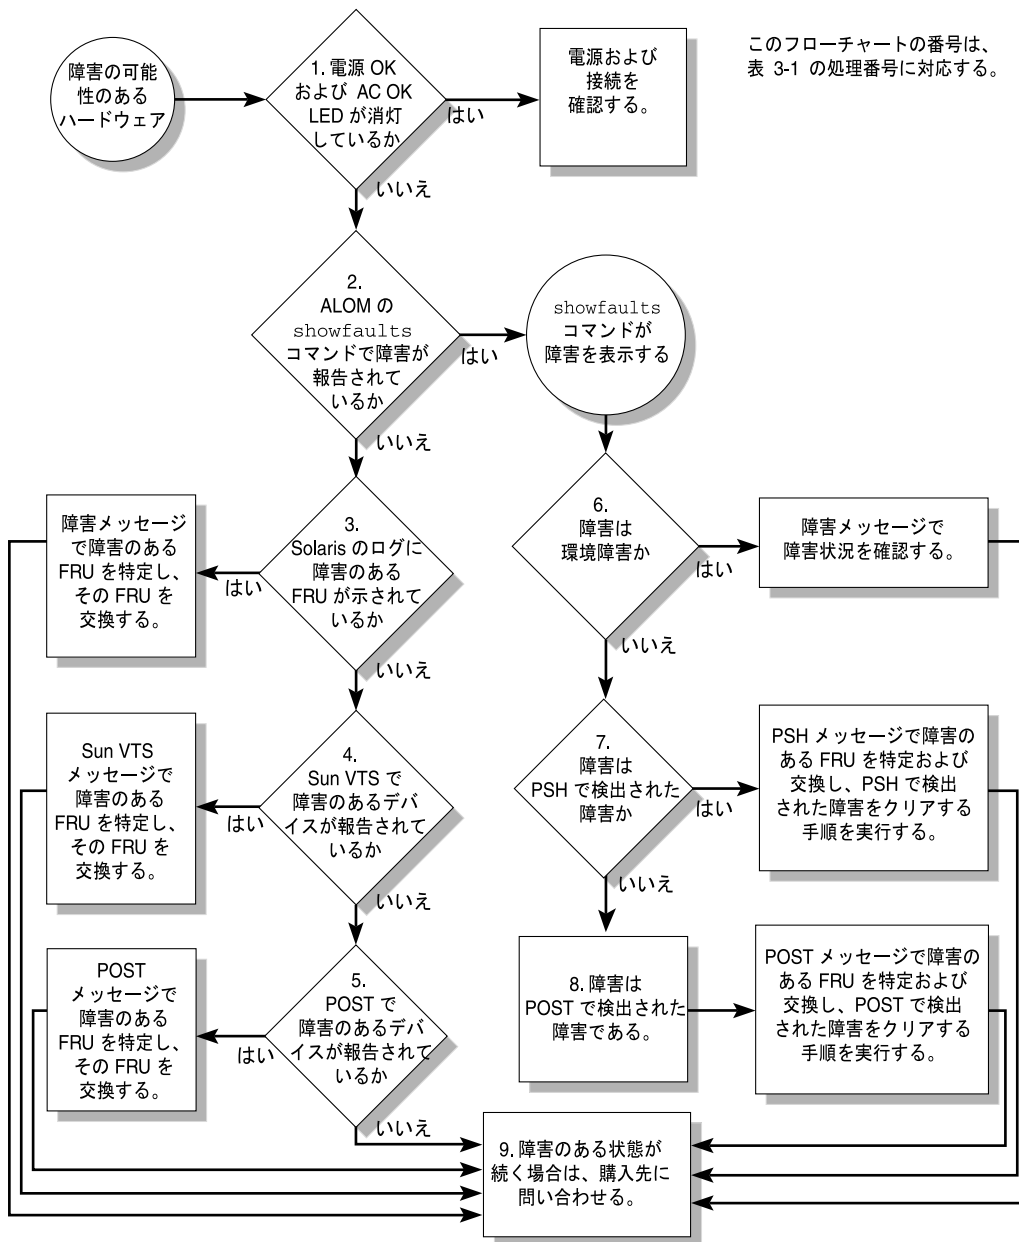 障害の可能
性のある
ハードウェア
1. 電源 OK
および AC OK
LED が消灯
しているか
はい
いいえ
電源および
接続を
確認する。
このフローチャートの番号は、
表 3-1 の処理番号に対応する。
2.
ALOM の
showfaults
コマンドで障害が
報告されて
いるか
はい
いいえ
showfaults
コマンドが
障害を表示する
3.
Solaris のログに
障害のある
FRU が示されて
いるか
はい
いいえ
障害メッセージ
で障害のある
FRU を特定し、
その FRU を
交換する。
6.
障害は
環境障害か
はい
いいえ
障害メッセージで
障害状況を確認する。
4.
Sun VTS で
障害のあるデバ
イスが報告されて
いるか
はい
いいえ
Sun VTS
メッセージで
障害のある
FRU を特定し、
その FRU を
交換する。
7.
障害は
PSH で検出された
障害か
はい
いいえ
PSH メッセージで障害の
ある FRU を特定および
交換し、PSH で検出
された障害をクリアする
手順を実行する。
5.
POST で
障害のあるデバ
イスが報告されて
いるか
はい
いいえ
POST
メッセージで
障害のある
FRU を特定し、
その FRU を
交換する。
8. 障害は
POST で検出された
障害である。
POST メッセージで障害の
ある FRU を特定および
交換し、POST で検出
された障害をクリアする
手順を実行する。
9. 障害のある状態が
続く場合は、購入先に
問い合わせる。